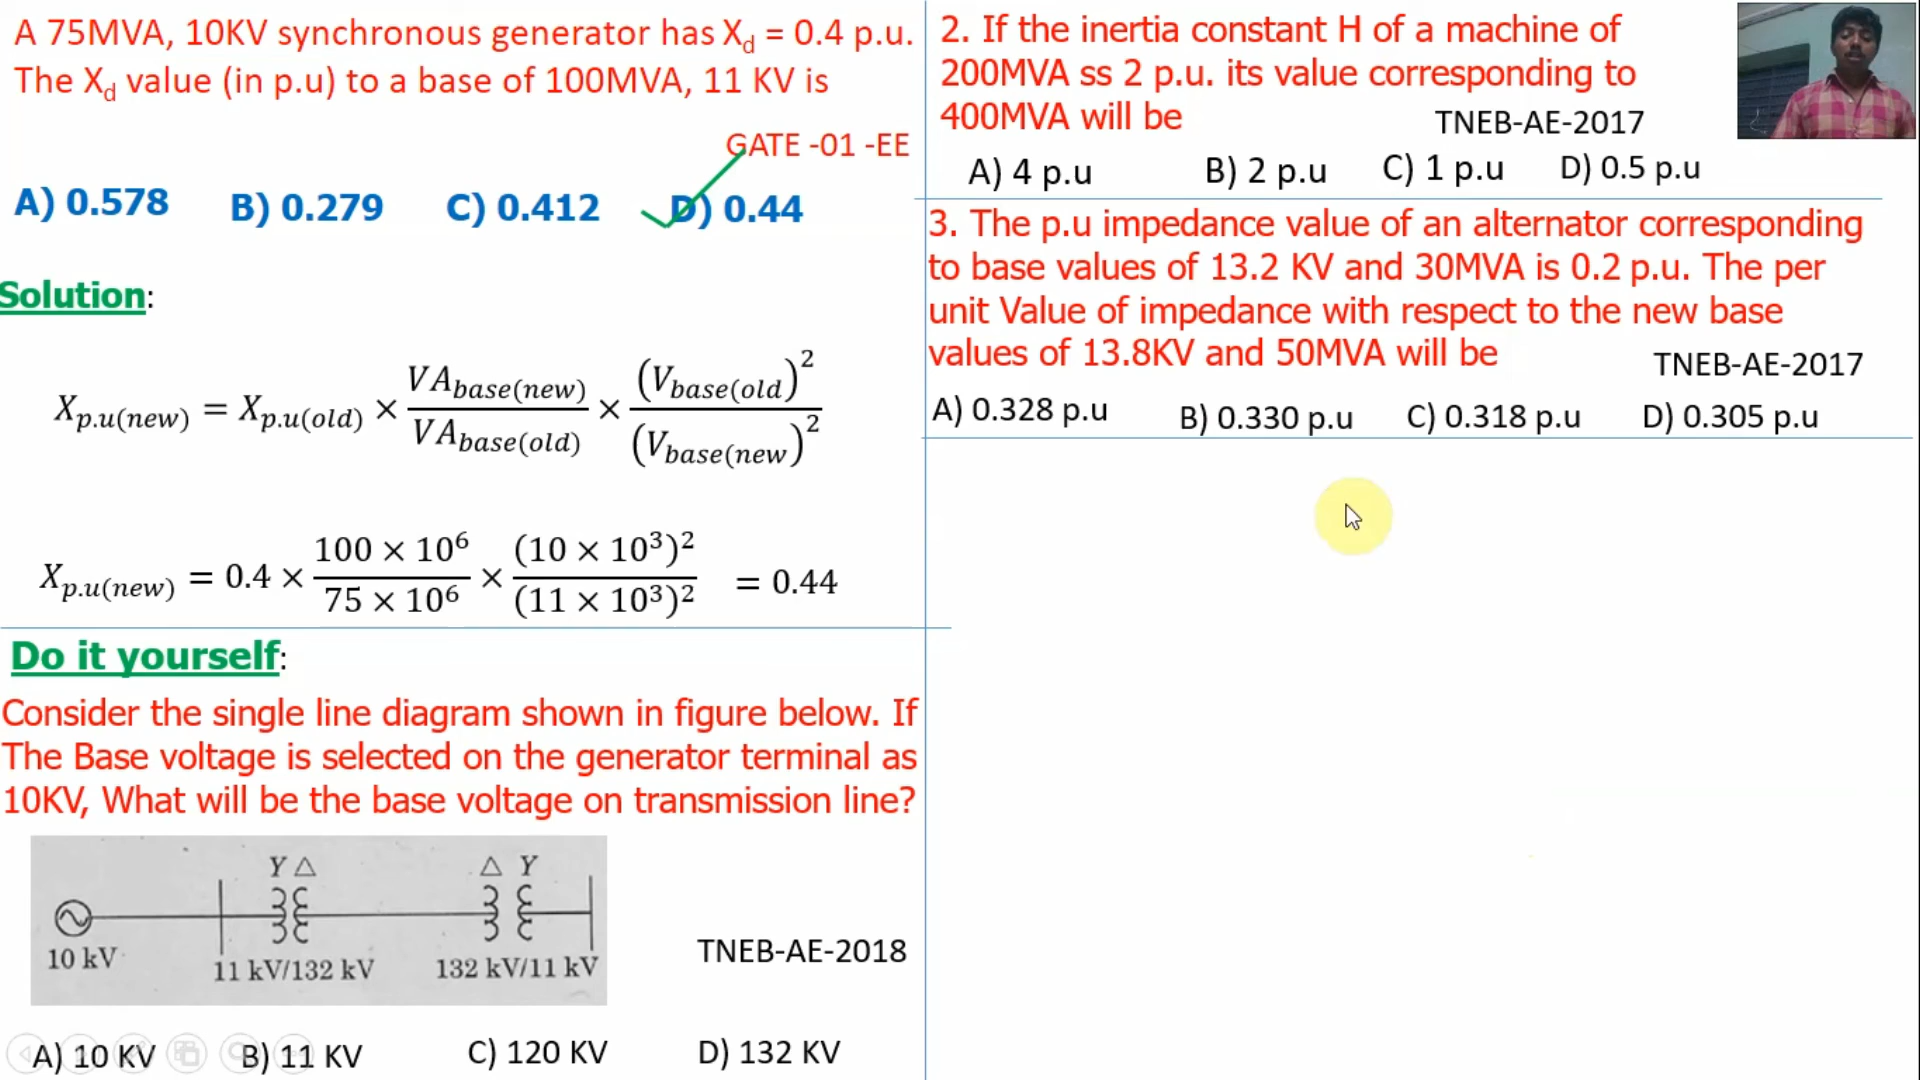 A 75MVA, 10KV synchronous generator has Xd = 0.4 p.u.
The Xd value (in p.u) to a base of 100MVA, 11 KV is
GATE -01 -EE
A) 0.578 B) 0.279 C) 0.412 D) 0.44
Solution:
X_p.u(new) = X_p.u(old) × VA_base(new) / VA_base(old) × (V_base(old)² / (V_base(new)²
X_p.u(new) = 0.4 × 100 × 10⁶ / 75 × 10⁶ × (10 × 10³)² / (11 × 10³)² = 0.44
Do it yourself:
Consider the single line diagram shown in figure below. If
The Base voltage is selected on the generator terminal as
10KV, What will be the base voltage on transmission line?
Y △ △ Y
10 kV
11 kV/132 kV 132 kV/11 kV
TNEB-AE-2018
A) 10 KV B) 11 KV C) 120 KV D) 132 KV
2. If the inertia constant H of a machine of
200MVA ss 2 p.u. its value corresponding to
400MVA will be
TNEB-AE-2017
A) 4 p.u B) 2 p.u C) 1 p.u D) 0.5 p.u
3. The p.u impedance value of an alternator corresponding
to base values of 13.2 KV and 30MVA is 0.2 p.u. The per
unit Value of impedance with respect to the new base
values of 13.8KV and 50MVA will be
TNEB-AE-2017
A) 0.328 p.u B) 0.330 p.u C) 0.318 p.u D) 0.305 p.u